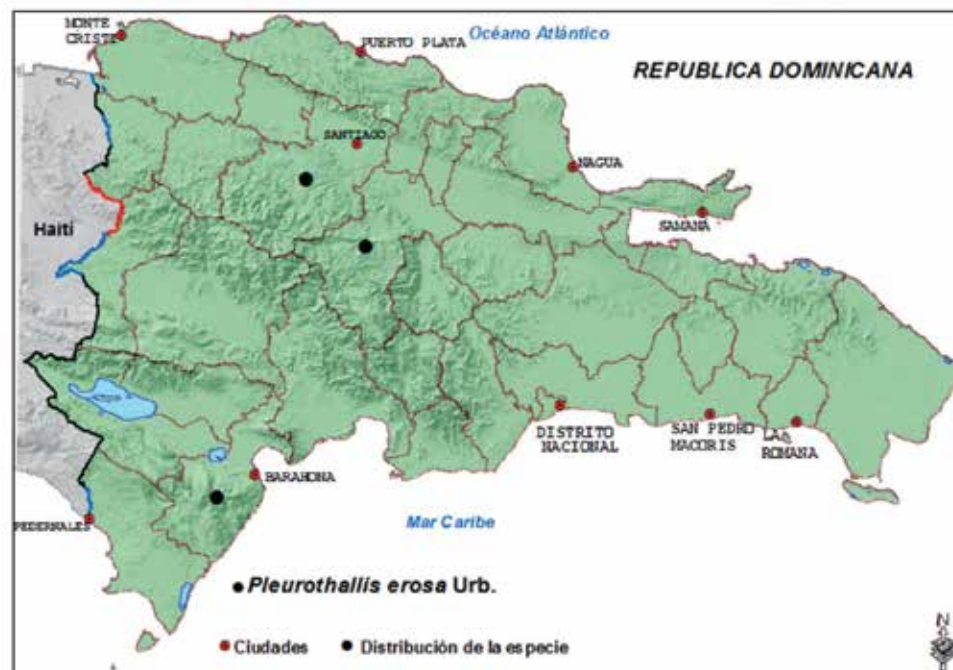 MONTE
CRISTI
PUERTO PLATA
Océano Atlántico
REPUBLICA DOMINICANA
SANTIAGO
NAGUA
SAMANÁ
Haití
DISTRITO
NACIONAL
SAN PEDRO
MACORIS
LA
ROMANA
BARAHONA
PEDERNALES
Mar Caribe
Pleurothallis erosa Urb.
Ciudades
Distribución de la especie
N